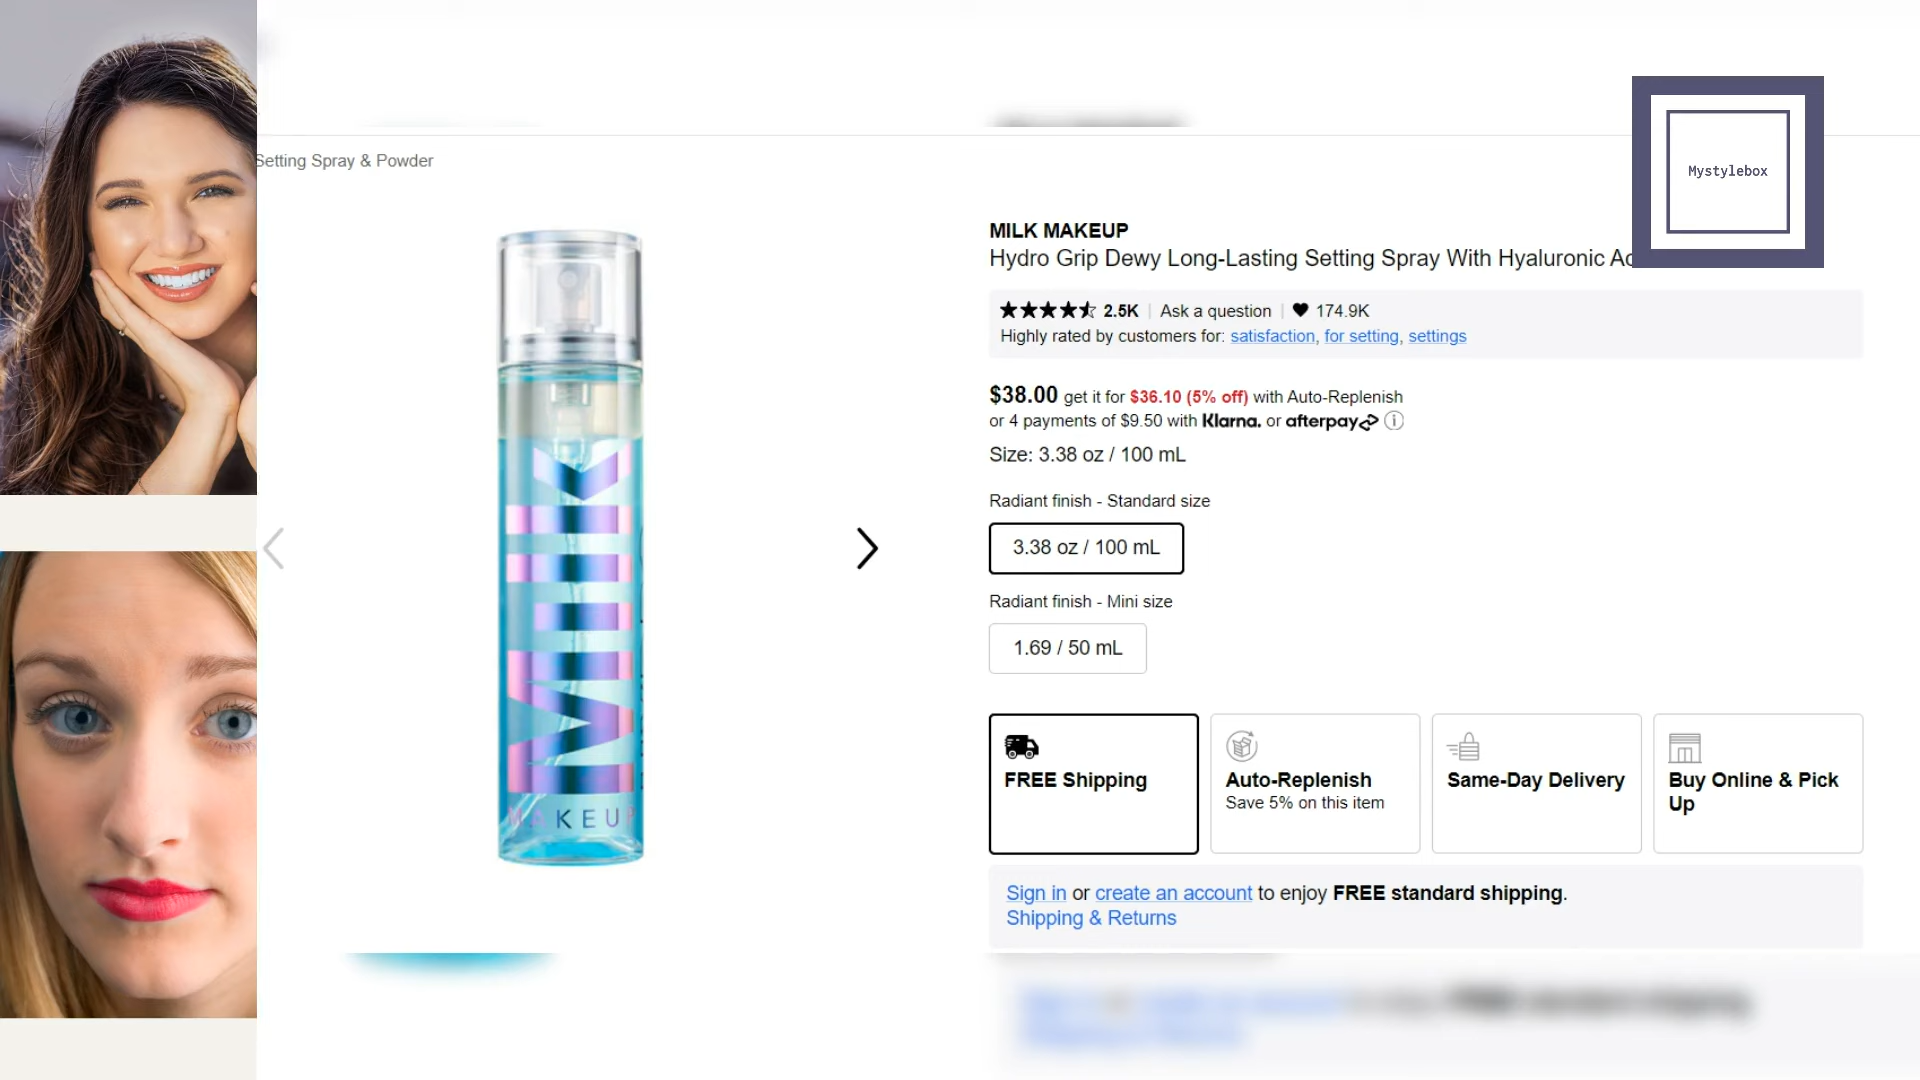 Setting Spray & Powder
Mystylebox
MILK MAKEUP
Hydro Grip Dewy Long-Lasting Setting Spray With Hyaluronic
2.5K | Ask a question | 174.9K
Highly rated by customers for: satisfaction, for setting, settings
$38.00 get it for $36.10 (5% off) with Auto-Replenish
or 4 payments of $9.50 with Klarna. or afterpay
Size: 3.38 oz / 100 mL
Radiant finish - Standard size
3.38 oz / 100 mL
Radiant finish - Mini size
1.69 / 50 mL
FREE Shipping
Auto-Replenish
Save 5% on this item
Same-Day Delivery
Buy Online & Pick
Up
Sign in or create an account to enjoy FREE standard shipping.
Shipping & Returns
MILK
MAKEUP